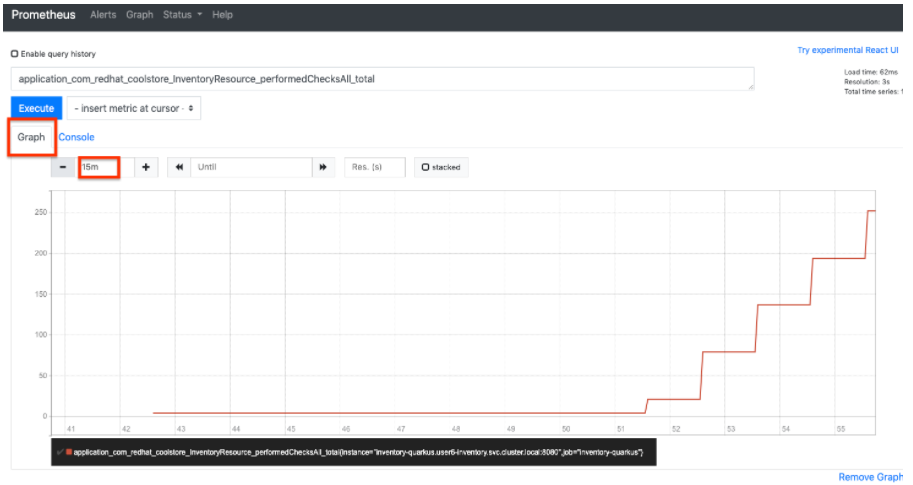 Prometheus Alerts Graph Status Help
Enable query history
Try experimental React UI
application_com_redhat_coolstore_InventoryResource_performedChecksAll_total
Load time: 62ms
Resolution: 3s
Total time series: 1
Execute - insert metric at cursor -
Graph Console
- 15m + Until Res. (s) stacked
250
200
150
100
50
0
41 42 43 44 45 46 47 48 49 50 51 52 53 54 55
application_com_redhat_coolstore_InventoryResource_performedChecksAll_total{instance="inventory-quarkus.user6-inventory.svc.cluster.local:8080",job="inventory-quarkus"}
Remove Graph